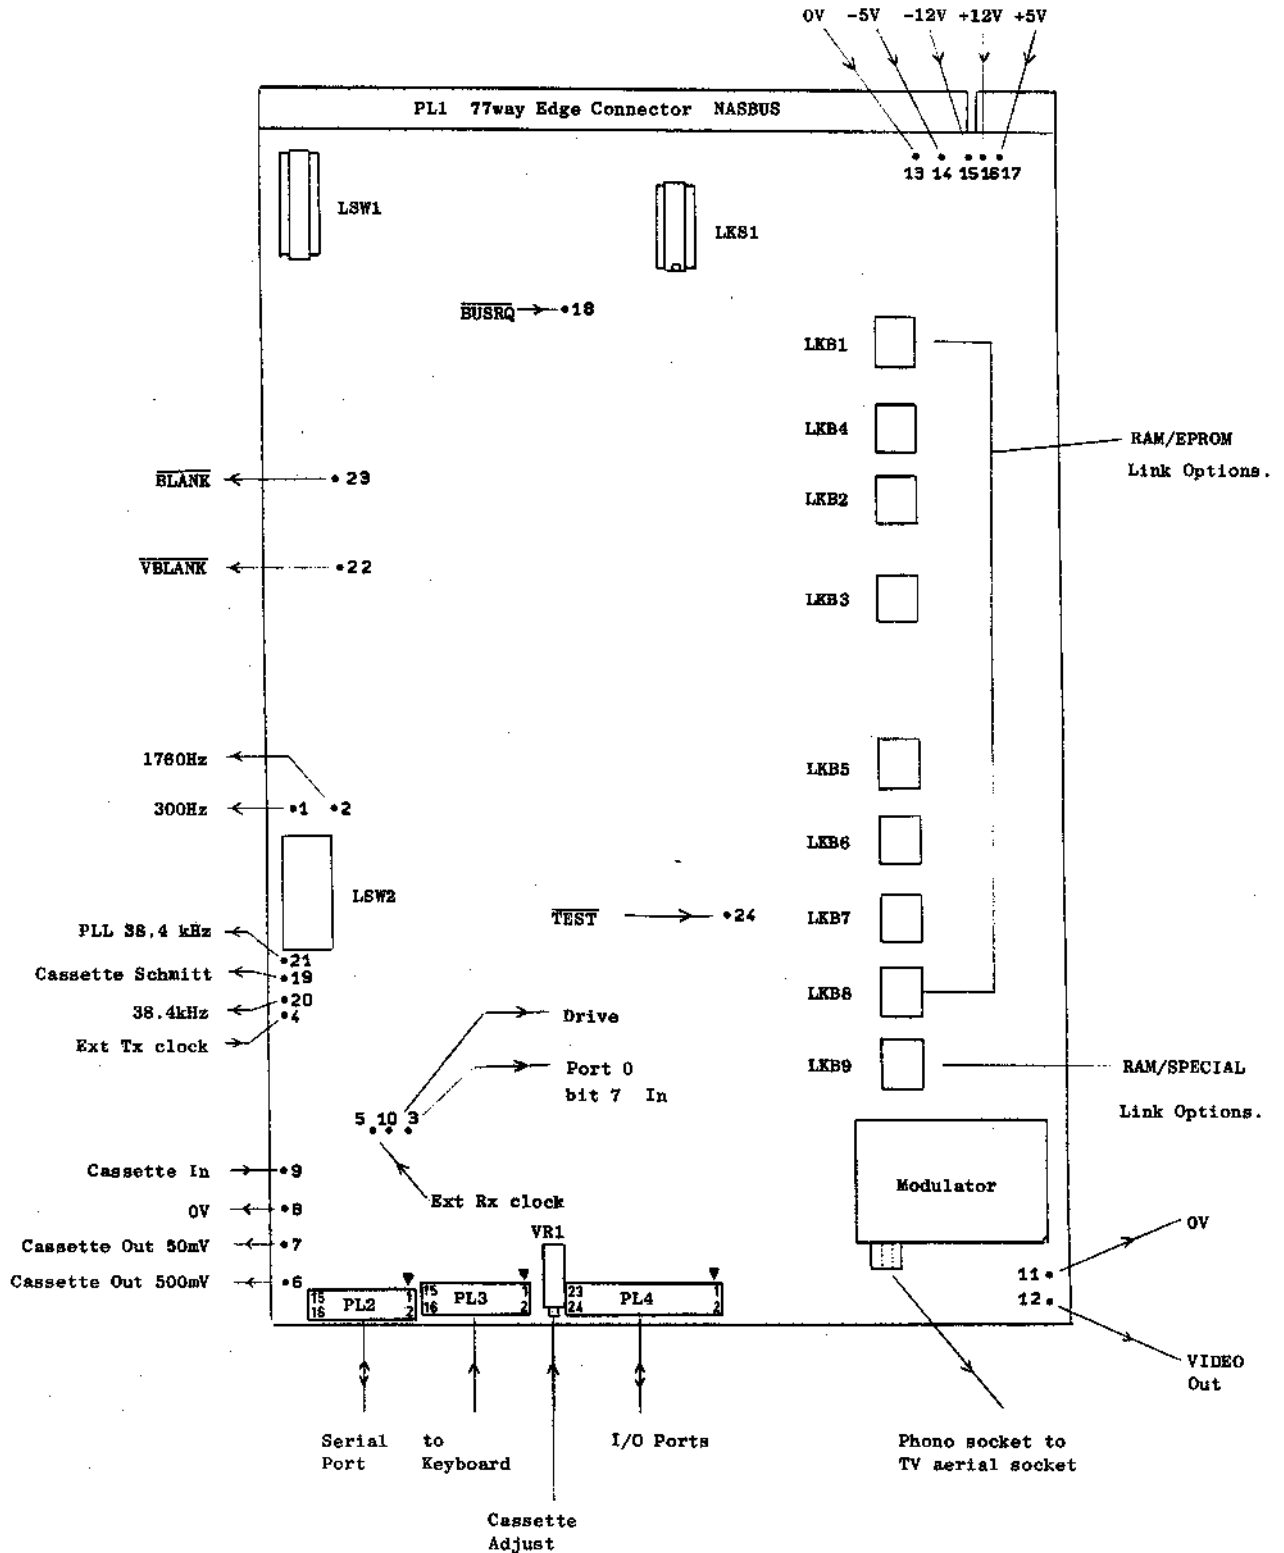 0V -5V -12V +12V +5V
PL1 77way Edge Connector NASBUS
13 14 15 16 17
LSW1
LKS1
BUSRQ 18
LKB1
LKB4
RAM/EPROM
Link Options.
BLANK 23
LKB2
VBLANK 22
LKB3
1760Hz
LKB5
300Hz 1 2
LKB6
LSW2
TEST 24
LKB7
PLL 38,4 kHz
21
Cassette Schmitt 19
LKB8
20
38.4kHz
4
Drive
Ext Tx clock
Port 0
bit 7 In
LKB9
RAM/SPECIAL
Link Options.
5 10 3
Cassette In 9
Ext Rx clock
Modulator
0V 8
VR1
0V
Cassette Out 50mV 7
Cassette Out 500mV 6
11
12
15 1
16 2
PL2
15 1
16 2
PL3
23 1
24 2
PL4
VIDEO
Out
Serial
Port
to
Keyboard
I/O Ports
Phono socket to
TV aerial socket
Cassette
Adjust